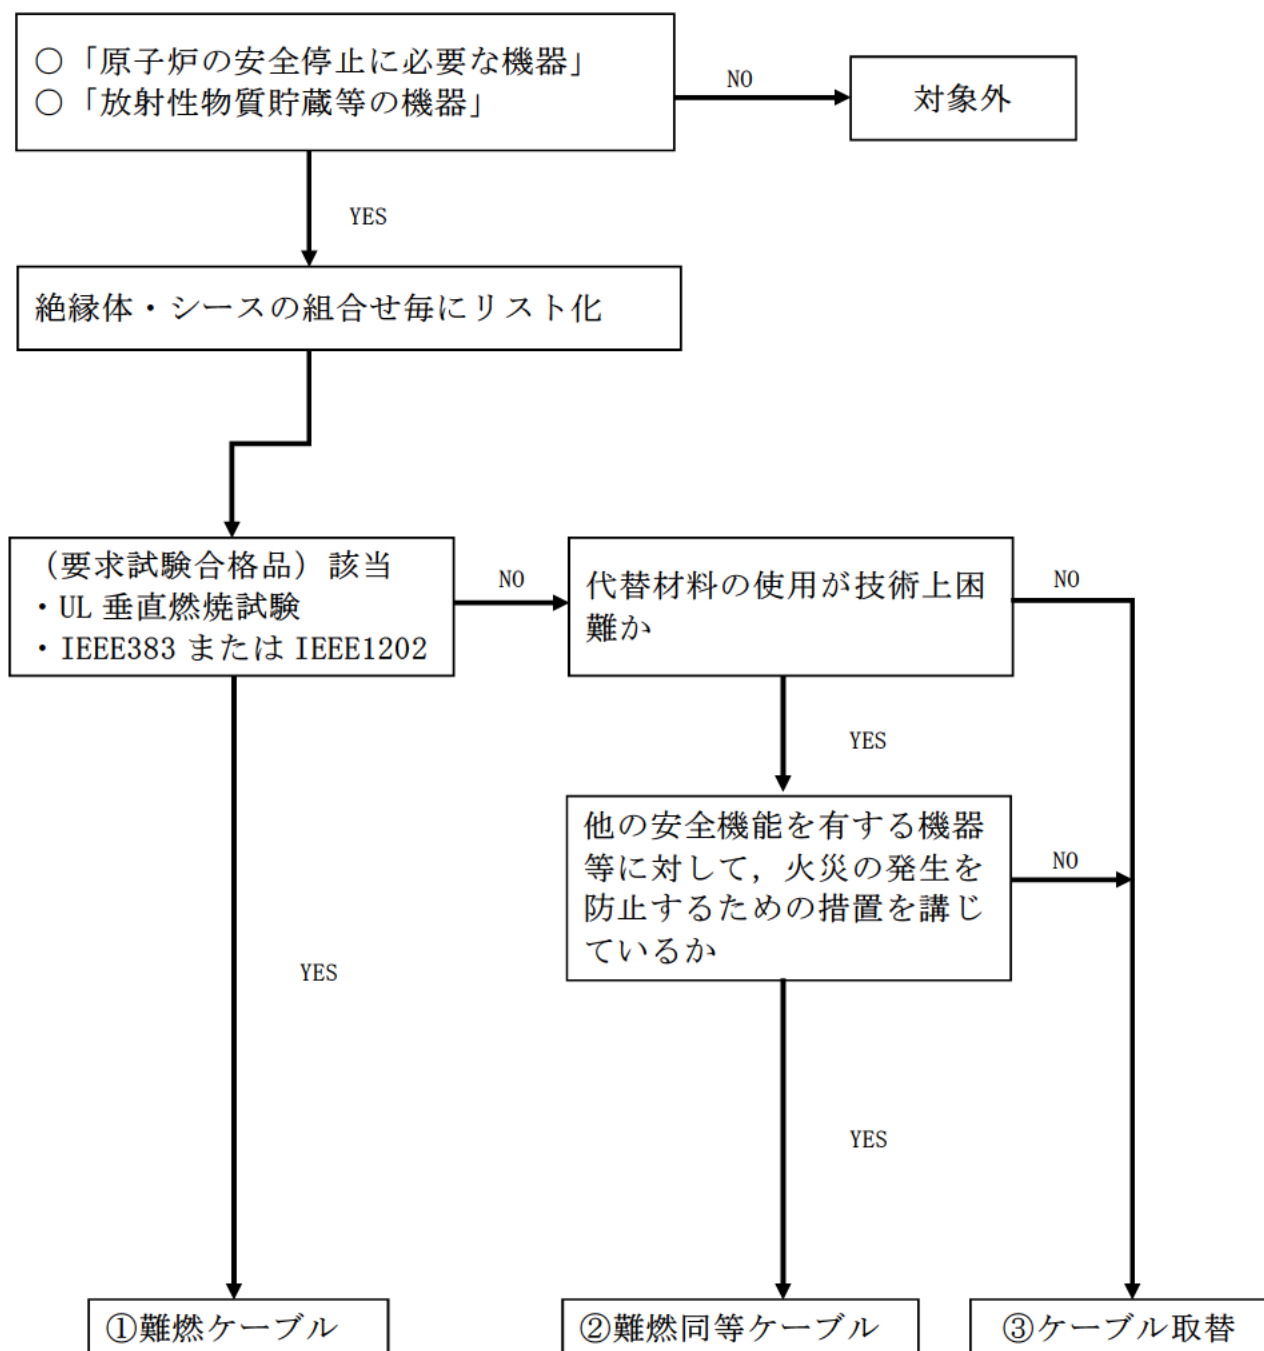 ○「原子炉の安全停止に必要な機器」
○「放射性物質貯蔵等の機器」
NO
対象外
YES
絶縁体・シースの組合せ毎にリスト化
（要求試験合格品）該当
・UL 垂直燃焼試験
・IEEE383 または IEEE1202
NO
代替材料の使用が技術上困
難か
NO
YES
他の安全機能を有する機器
等に対して，火災の発生を
防止するための措置を講じ
ているか
NO
YES
YES
①難燃ケーブル
②難燃同等ケーブル
③ケーブル取替